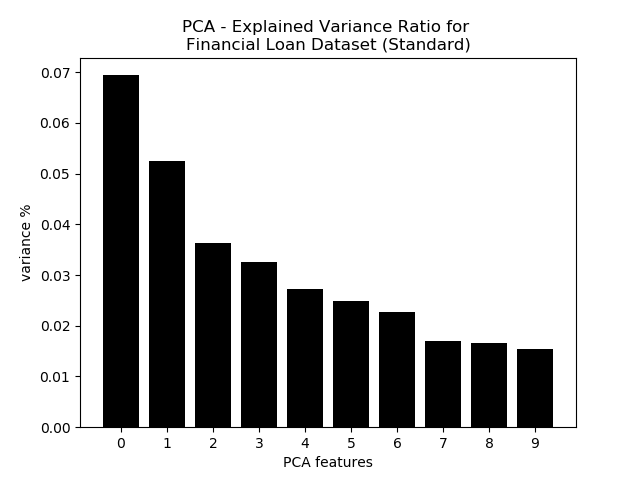 PCA - Explained Variance Ratio for
Financial Loan Dataset (Standard)
variance %
0.07
0.06
0.05
0.04
0.03
0.02
0.01
0.00
0 1 2 3 4 5 6 7 8 9
PCA features